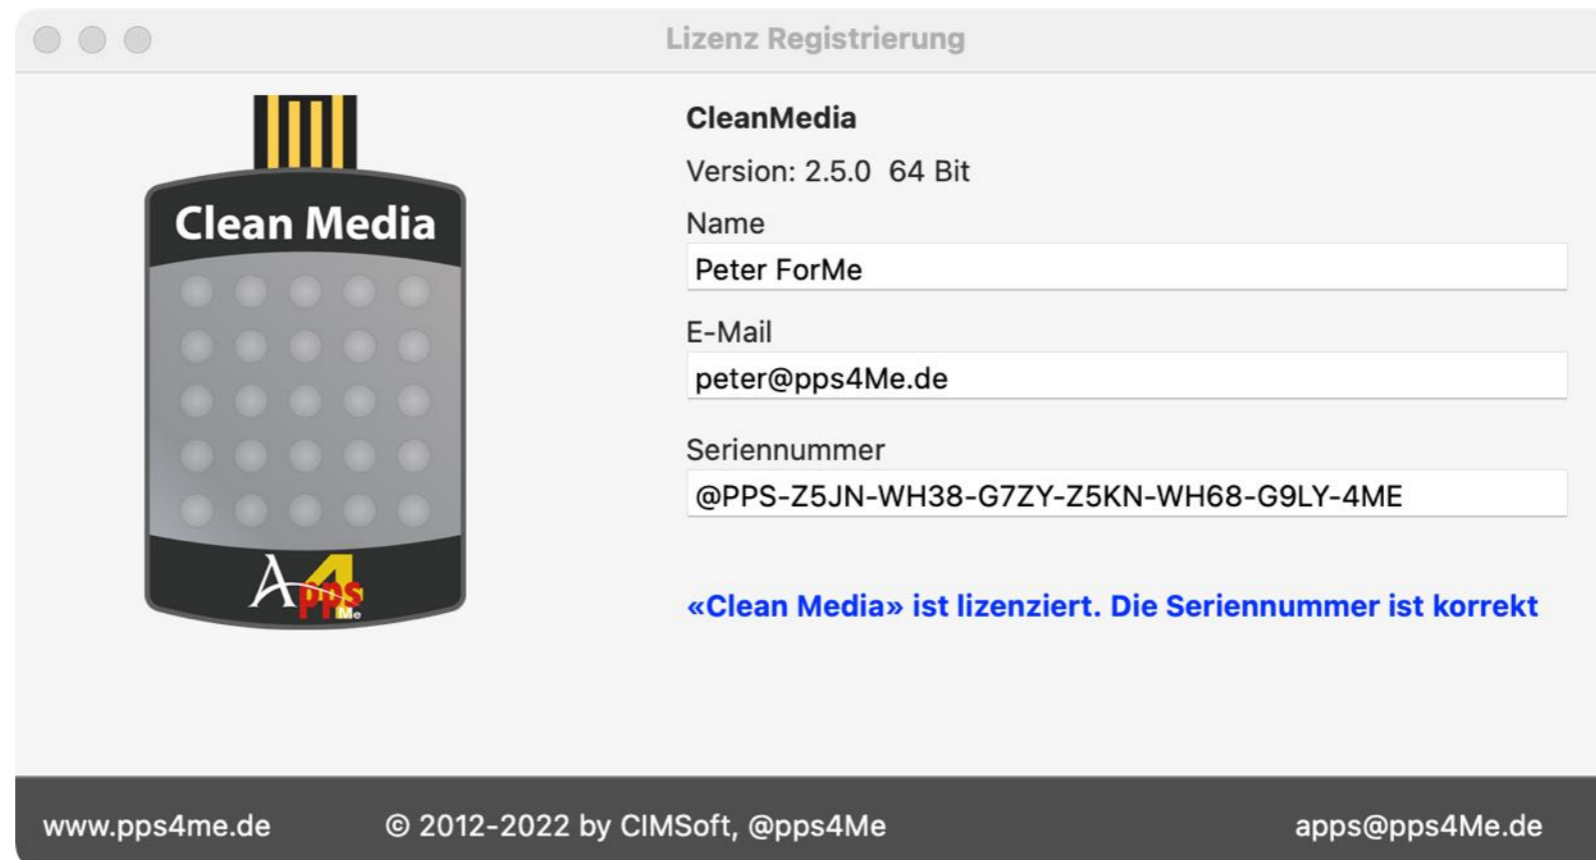 Lizenz Registrierung
Clean Media
A4pps
Me
CleanMedia
Version: 2.5.0  64 Bit
Name
Peter ForMe
E-Mail
peter@pps4Me.de
Seriennummer
@PPS-Z5JN-WH38-G7ZY-Z5KN-WH68-G9LY-4ME
«Clean Media» ist lizenziert. Die Seriennummer ist korrekt
www.pps4me.de
© 2012-2022 by CIMSoft, @pps4Me
apps@pps4Me.de